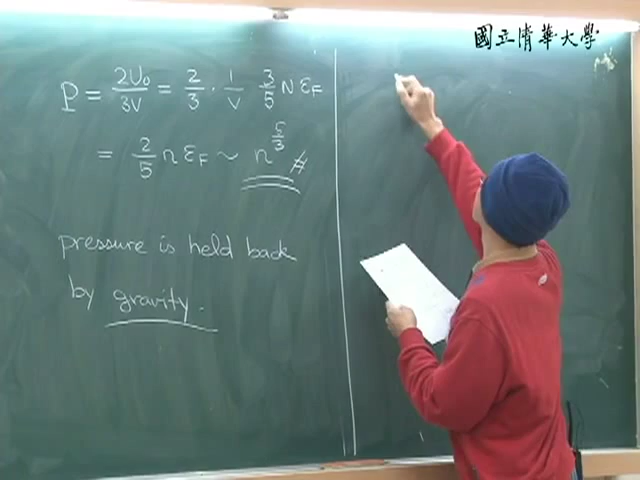 國立清華大學
P = 2U₀/3V = 2/3 · 1/V 3/5 N ε_F
= 2/5 n ε_F ~ n^(5/3) #
pressure is held back
by gravity.